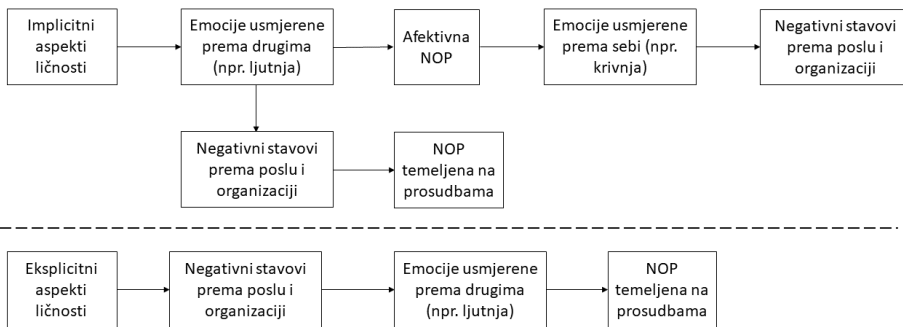 Implicitni
aspekti
ličnosti
Emocije usmjerene
prema drugima
(npr. ljutnja)
Afektivna
NOP
Emocije usmjerene
prema sebi (npr.
krivnja)
Negativni stavovi
prema poslu i
organizaciji
Negativni stavovi
prema poslu i
organizaciji
NOP
temeljena na
prosudbama
Eksplicitni
aspekti
ličnosti
Negativni stavovi
prema poslu i
organizaciji
Emocije usmjerene
prema drugima
(npr. ljutnja)
NOP
temeljena na
prosudbama